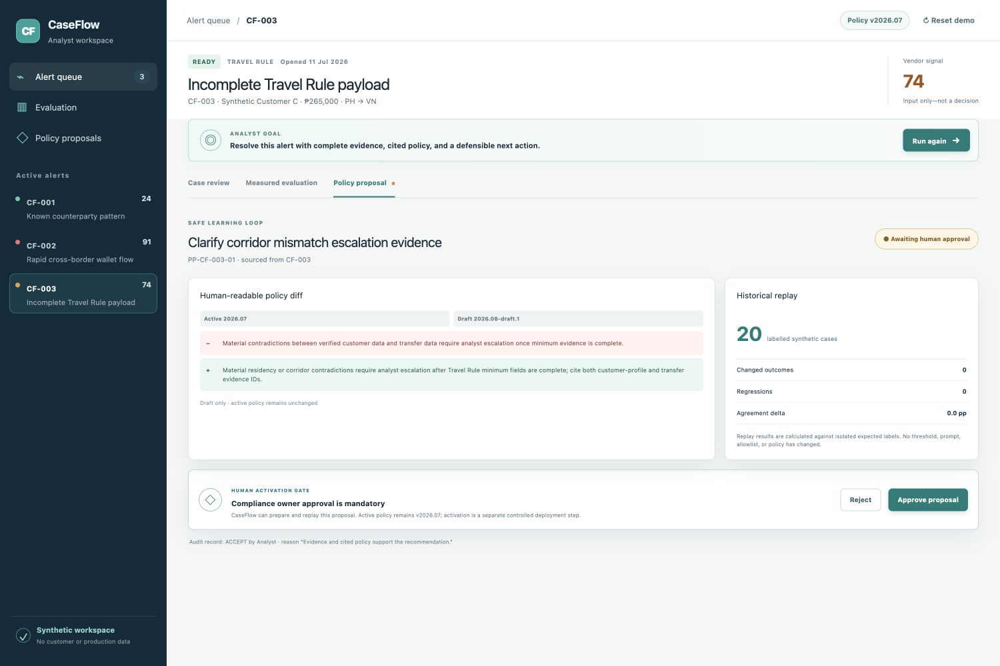 CF
CaseFlow
Analyst workspace
Alert queue 3
Evaluation
Policy proposals
Active alerts
CF-001 24
Known counterparty pattern
CF-002 91
Rapid cross-border wallet flow
CF-003 74
Incomplete Travel Rule payload
Synthetic workspace
No customer or production data
Alert queue / CF-003
Policy v2026.07
↻ Reset demo
READY TRAVEL RULE Opened 11 Jul 2026
Incomplete Travel Rule payload
CF-003 · Synthetic Customer C · ₱265,000 · PH → VN
Vendor signal
74
Input only—not a decision
ANALYST GOAL
Resolve this alert with complete evidence, cited policy, and a defensible next action.
Run again →
Case review Measured evaluation Policy proposal
SAFE LEARNING LOOP
Clarify corridor mismatch escalation evidence
PP-CF-003-01 · sourced from CF-003
Awaiting human approval
Human-readable policy diff
Active 2026.07 Draft 2026.08-draft.1
− Material contradictions between verified customer data and transfer data require analyst escalation once minimum evidence is complete.
+ Material residency or corridor contradictions require analyst escalation after Travel Rule minimum fields are complete; cite both customer-profile and transfer
evidence IDs.
Draft only · active policy remains unchanged
Historical replay
20 labelled synthetic cases
Changed outcomes 0
Regressions 0
Agreement delta 0.0 pp
Replay results are calculated against isolated expected labels. No threshold, prompt,
allowlist, or policy has changed.
HUMAN ACTIVATION GATE
Compliance owner approval is mandatory
CaseFlow can prepare and replay this proposal. Active policy remains v2026.07; activation is a separate controlled deployment step.
Reject Approve proposal
Audit record: ACCEPT by Analyst · reason "Evidence and cited policy support the recommendation."